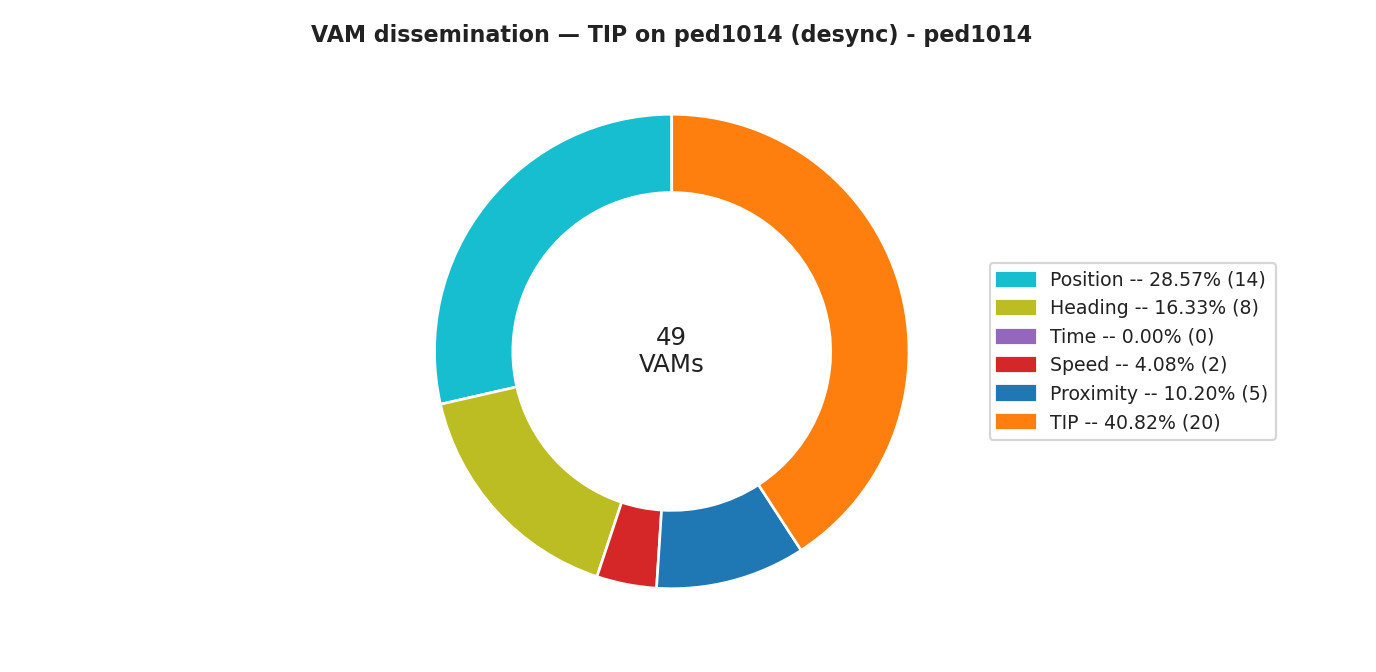 VAM dissemination — TIP on ped1014 (desync) - ped1014
49
VAMs
Position -- 28.57% (14)
Heading -- 16.33% (8)
Time -- 0.00% (0)
Speed -- 4.08% (2)
Proximity -- 10.20% (5)
TIP -- 40.82% (20)